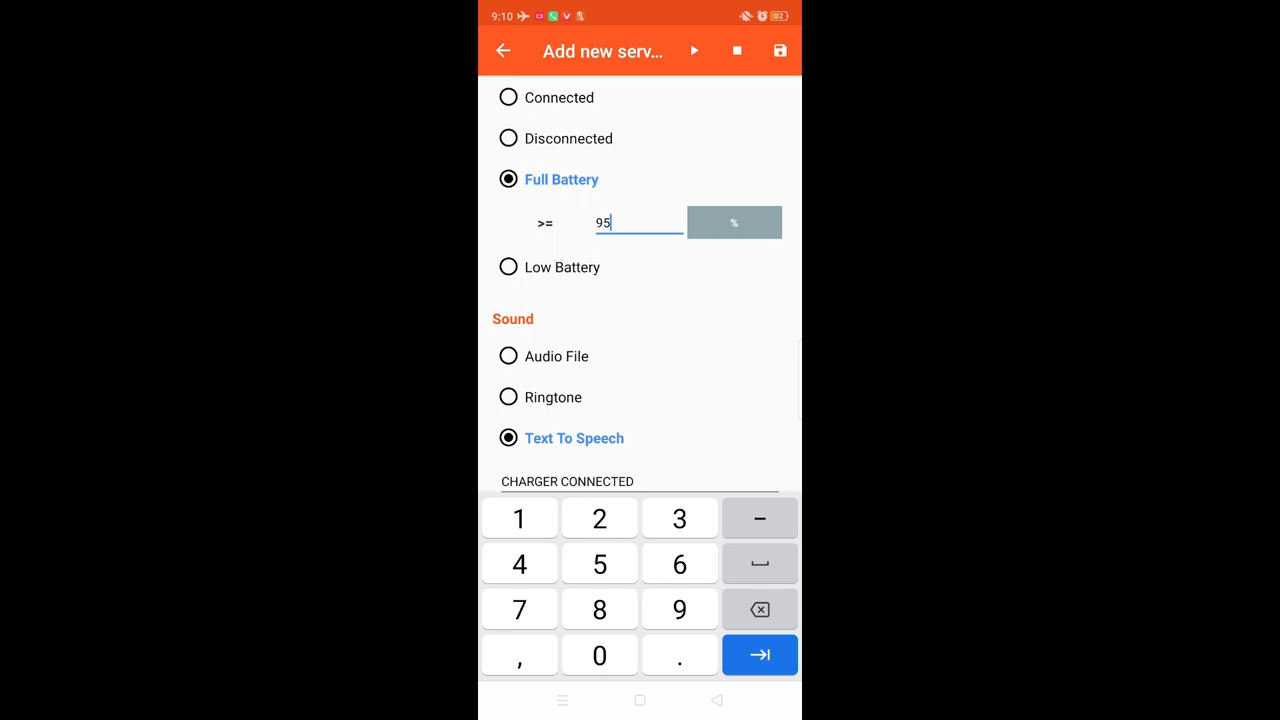 9:10
Add new serv...
Connected
Disconnected
Full Battery
>= 95 %
Low Battery
Sound
Audio File
Ringtone
Text To Speech
CHARGER CONNECTED
1 2 3 –
4 5 6
7 8 9
, 0 .